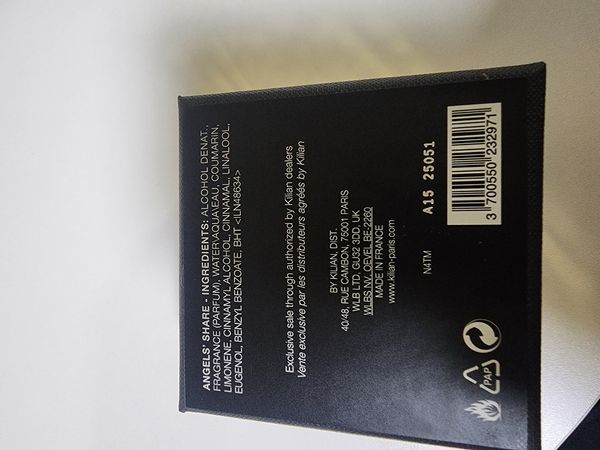 ANGELS' SHARE - INGREDIENTS: ALCOHOL DENAT.,
FRAGRANCE (PARFUM), WATER\AQUA\EAU, COUMARIN,
LIMONENE, CINNAMYL ALCOHOL, CINNAMAL, LINALOOL,
EUGENOL, BENZYL BENZOATE, BHT <ILN48634>
Exclusive sale through authorized by Kilian dealers
Vente exclusive par les distributeurs agréés by Kilian
BY KILIAN, DIST.
40/48, RUE CAMBON, 75001 PARIS
WLB LTD. GU32 3DD, UK
WLBS NV, OEVEL BE-2260
MADE IN FRANCE
www.kilian-paris.com
N4TM
A15 25051
3 700550 232971
PAP